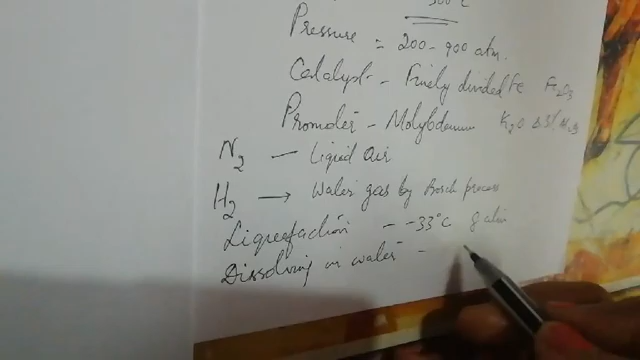 500°C
Pressure = 200-900 atm.
Catalyst - Finely divided Fe Fe2O3
Promoter - Molybdenum K2O
N2 - Liquid Air
H2 → Water gas by Bosch process
Liquefaction - -33°C
Dissolving in water -